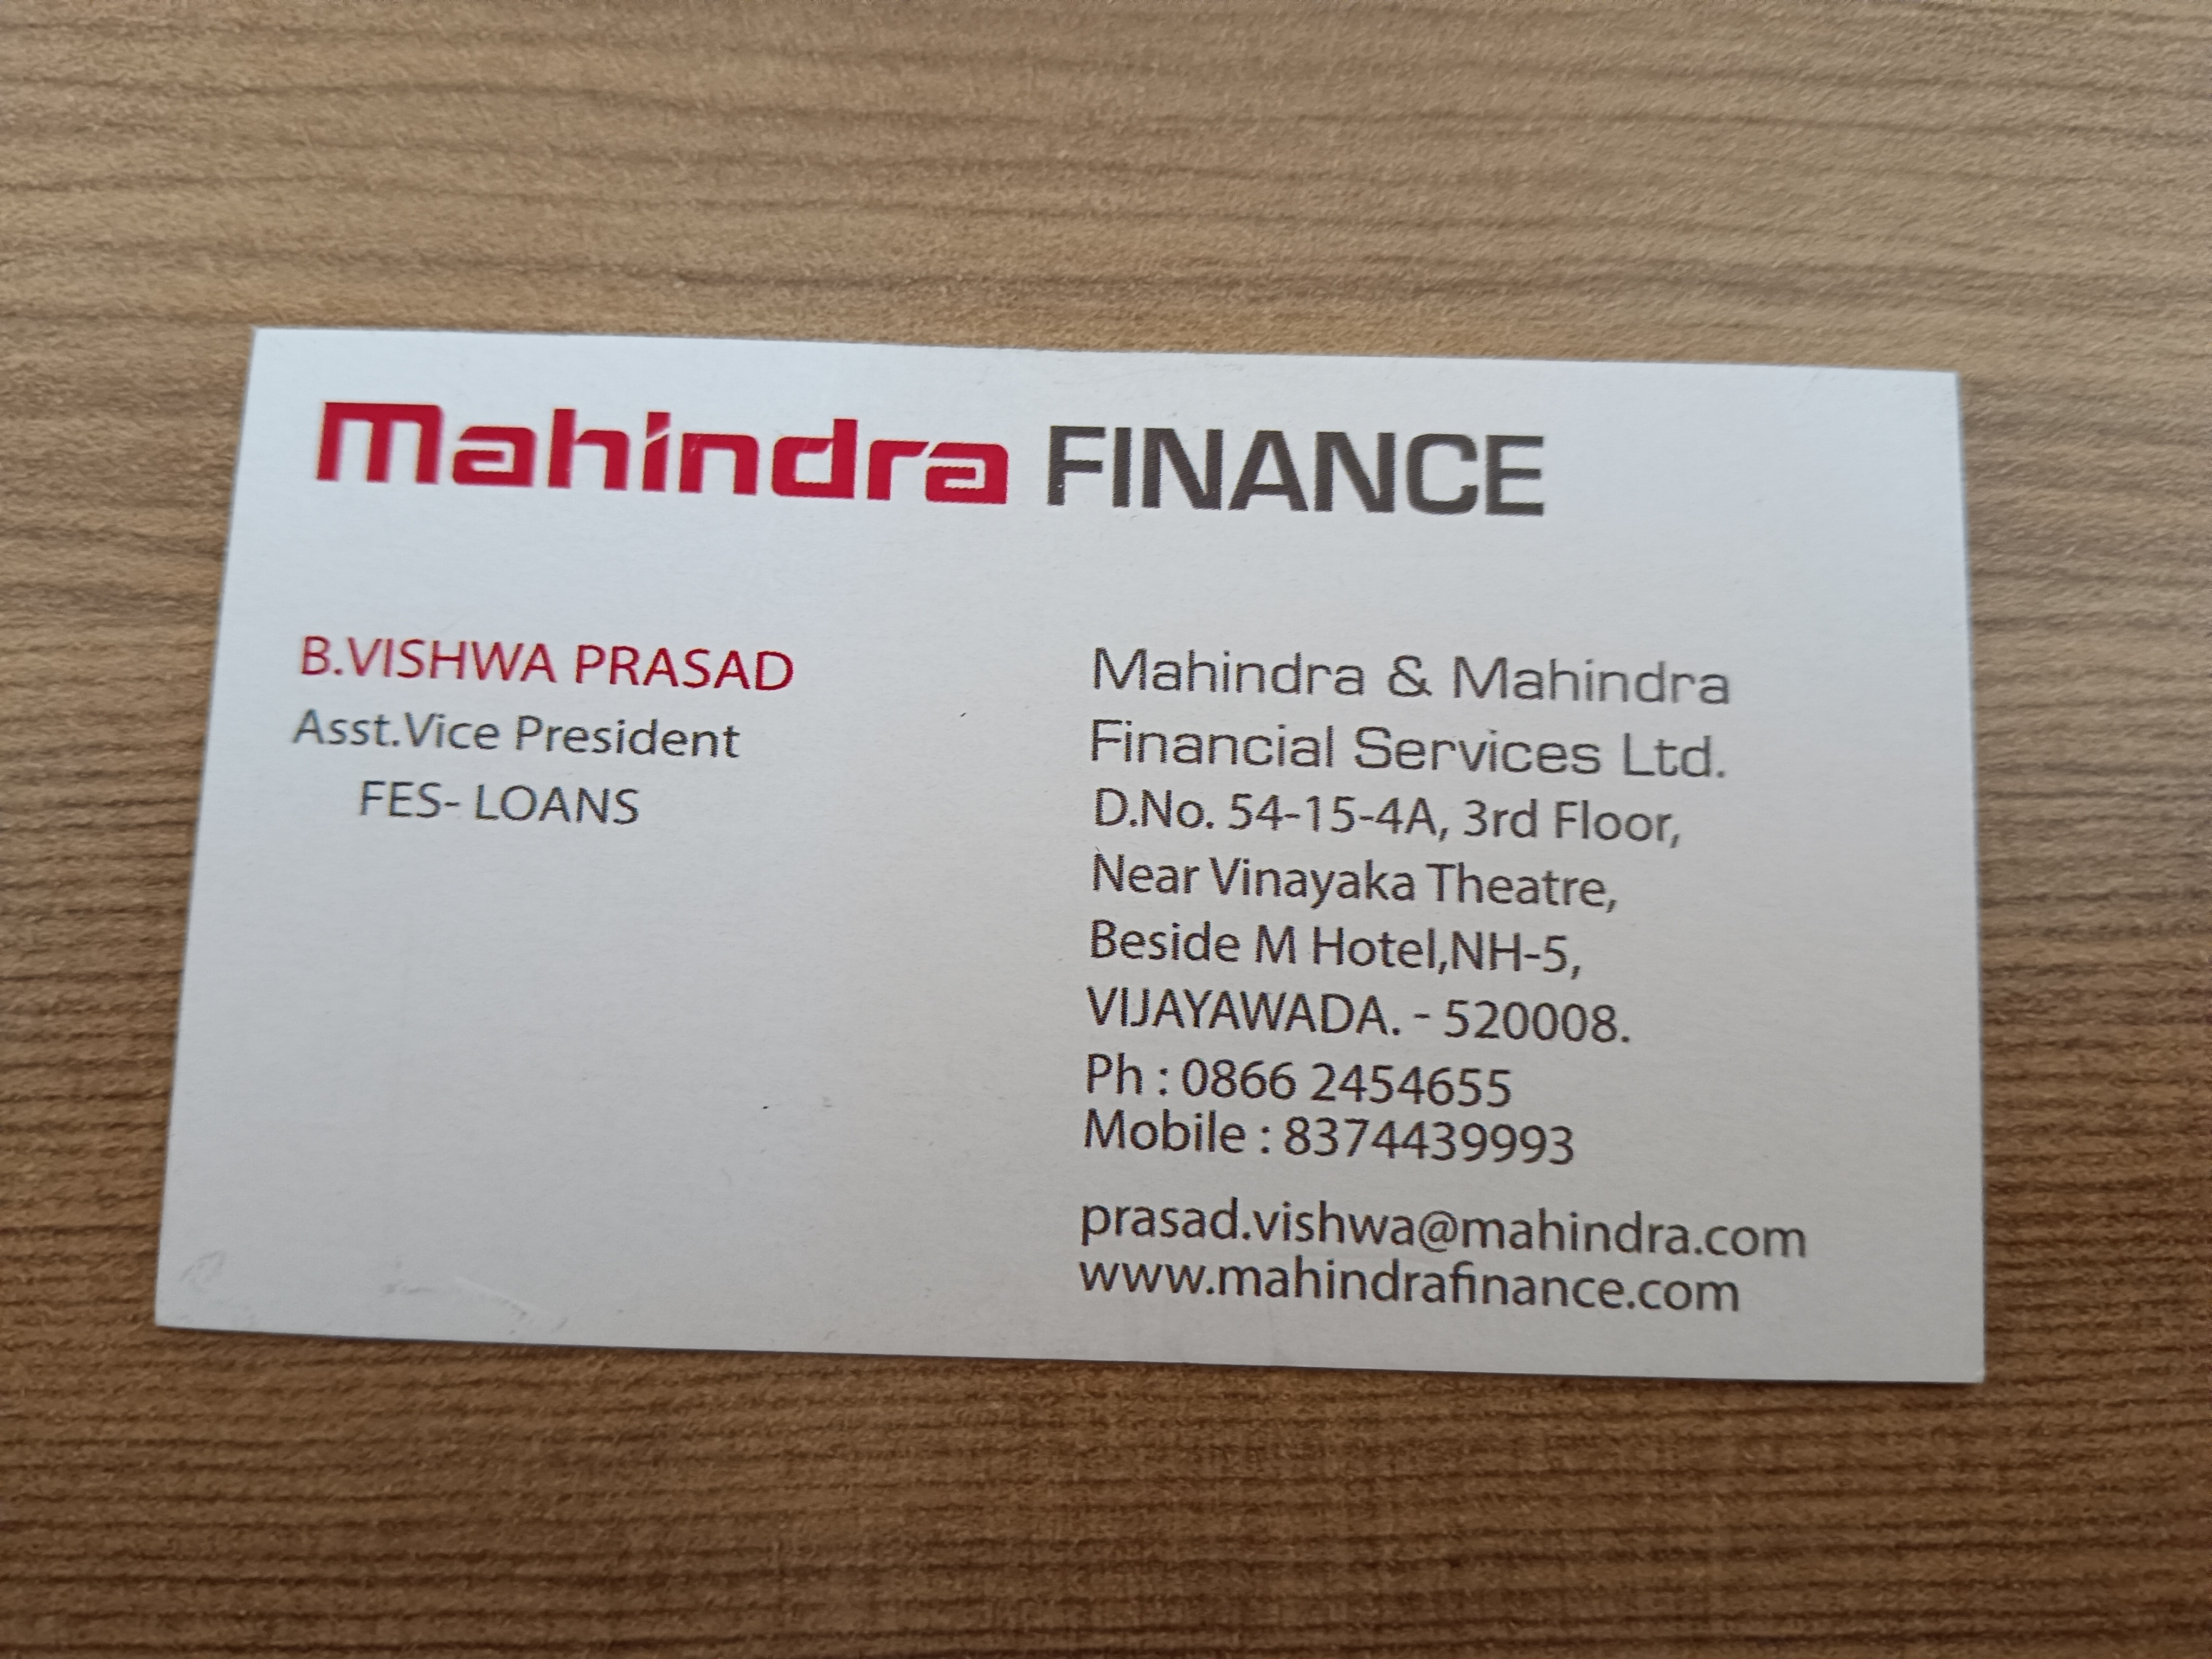 Mahindra FINANCE
B.VISHWA PRASAD
Asst.Vice President
FES- LOANS
Mahindra & Mahindra
Financial Services Ltd.
D.No. 54-15-4A, 3rd Floor,
Near Vinayaka Theatre,
Beside M Hotel,NH-5,
VIJAYAWADA. - 520008.
Ph : 0866 2454655
Mobile : 8374439993
prasad.vishwa@mahindra.com
www.mahindrafinance.com